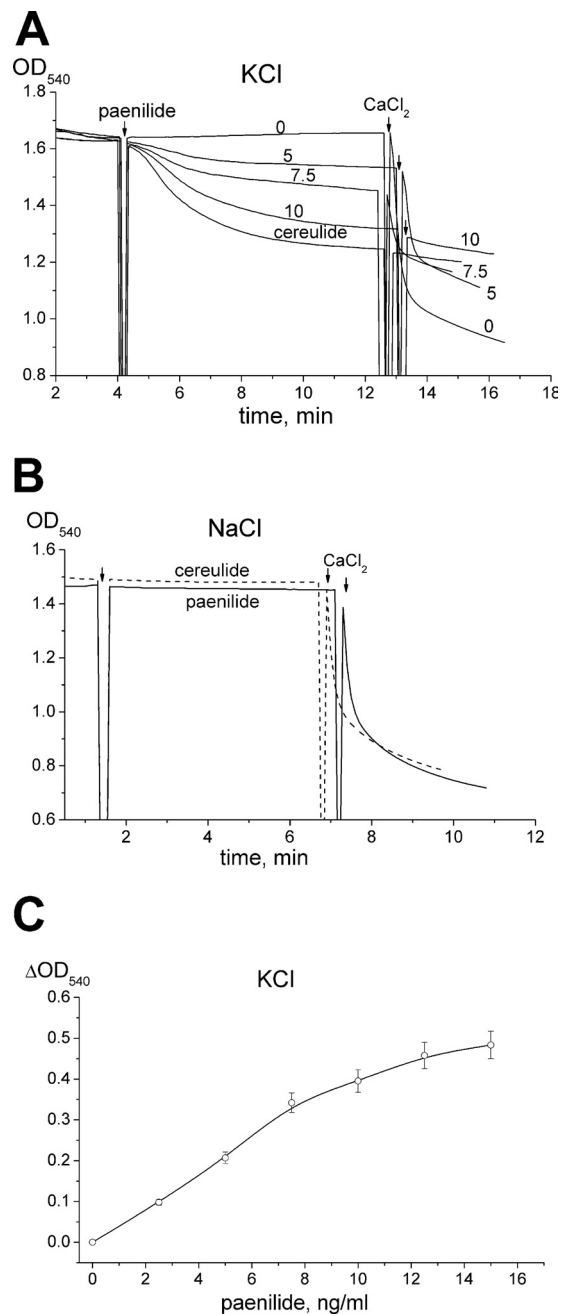 A
OD540
KCl
1.8
1.6
1.4
1.2
1.0
0.8
paenilide
CaCl2
0
5
7.5
10
cereulide
10
7.5
5
0
2 4 6 8 10 12 14 16 18
time, min
B
OD540
NaCl
1.6
1.4
1.2
1.0
0.8
0.6
cereulide
paenilide
CaCl2
2 4 6 8 10 12
time, min
C
ΔOD540
KCl
0.6
0.5
0.4
0.3
0.2
0.1
0.0
0 2 4 6 8 10 12 14 16
paenilide, ng/ml